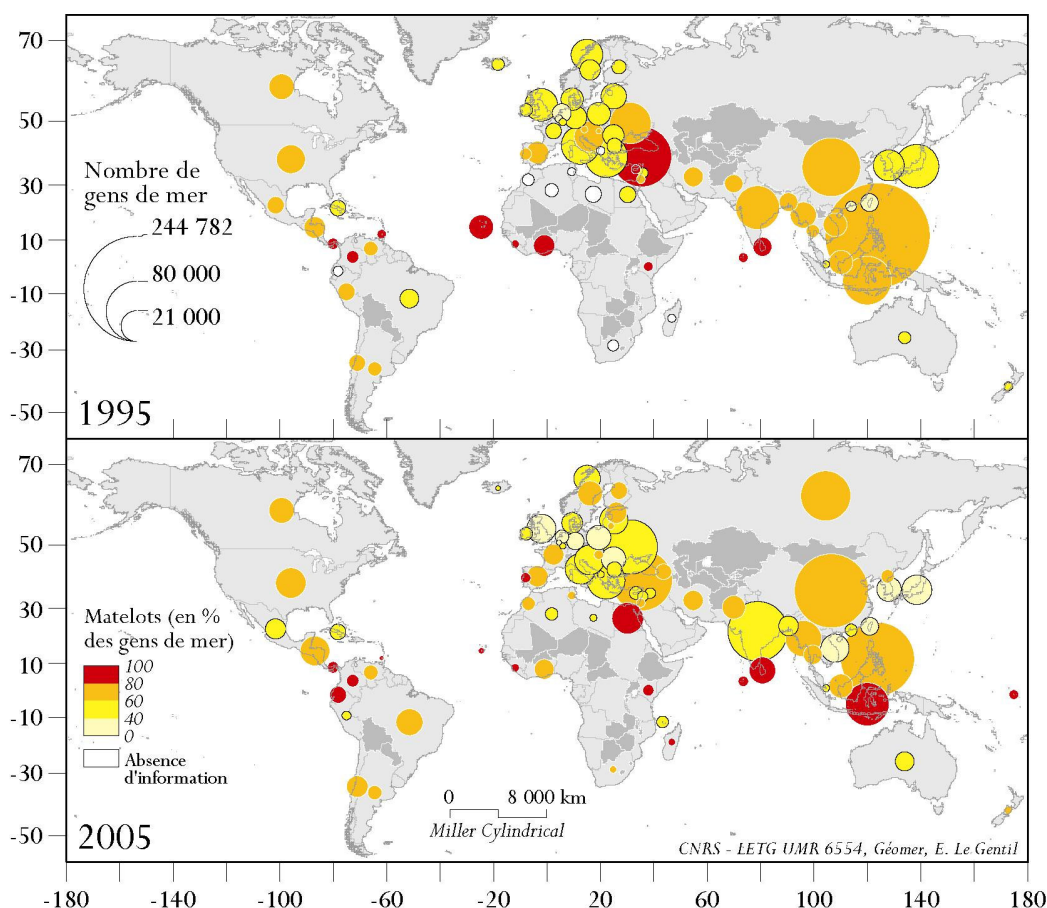 70
50
30
10
-10
-30
-50
Nombre de
gens de mer
244 782
80 000
21 000
1995
70
50
30
10
-10
-30
-50
Matelots (en %
des gens de mer)
100
80
60
40
0
Absence
d'information
2005
0 8 000 km
Miller Cylindrical
CNRS - LETG UMR 6554, Géomer, E. Le Gentil
-180 -140 -100 -60 -20 20 60 100 140 180